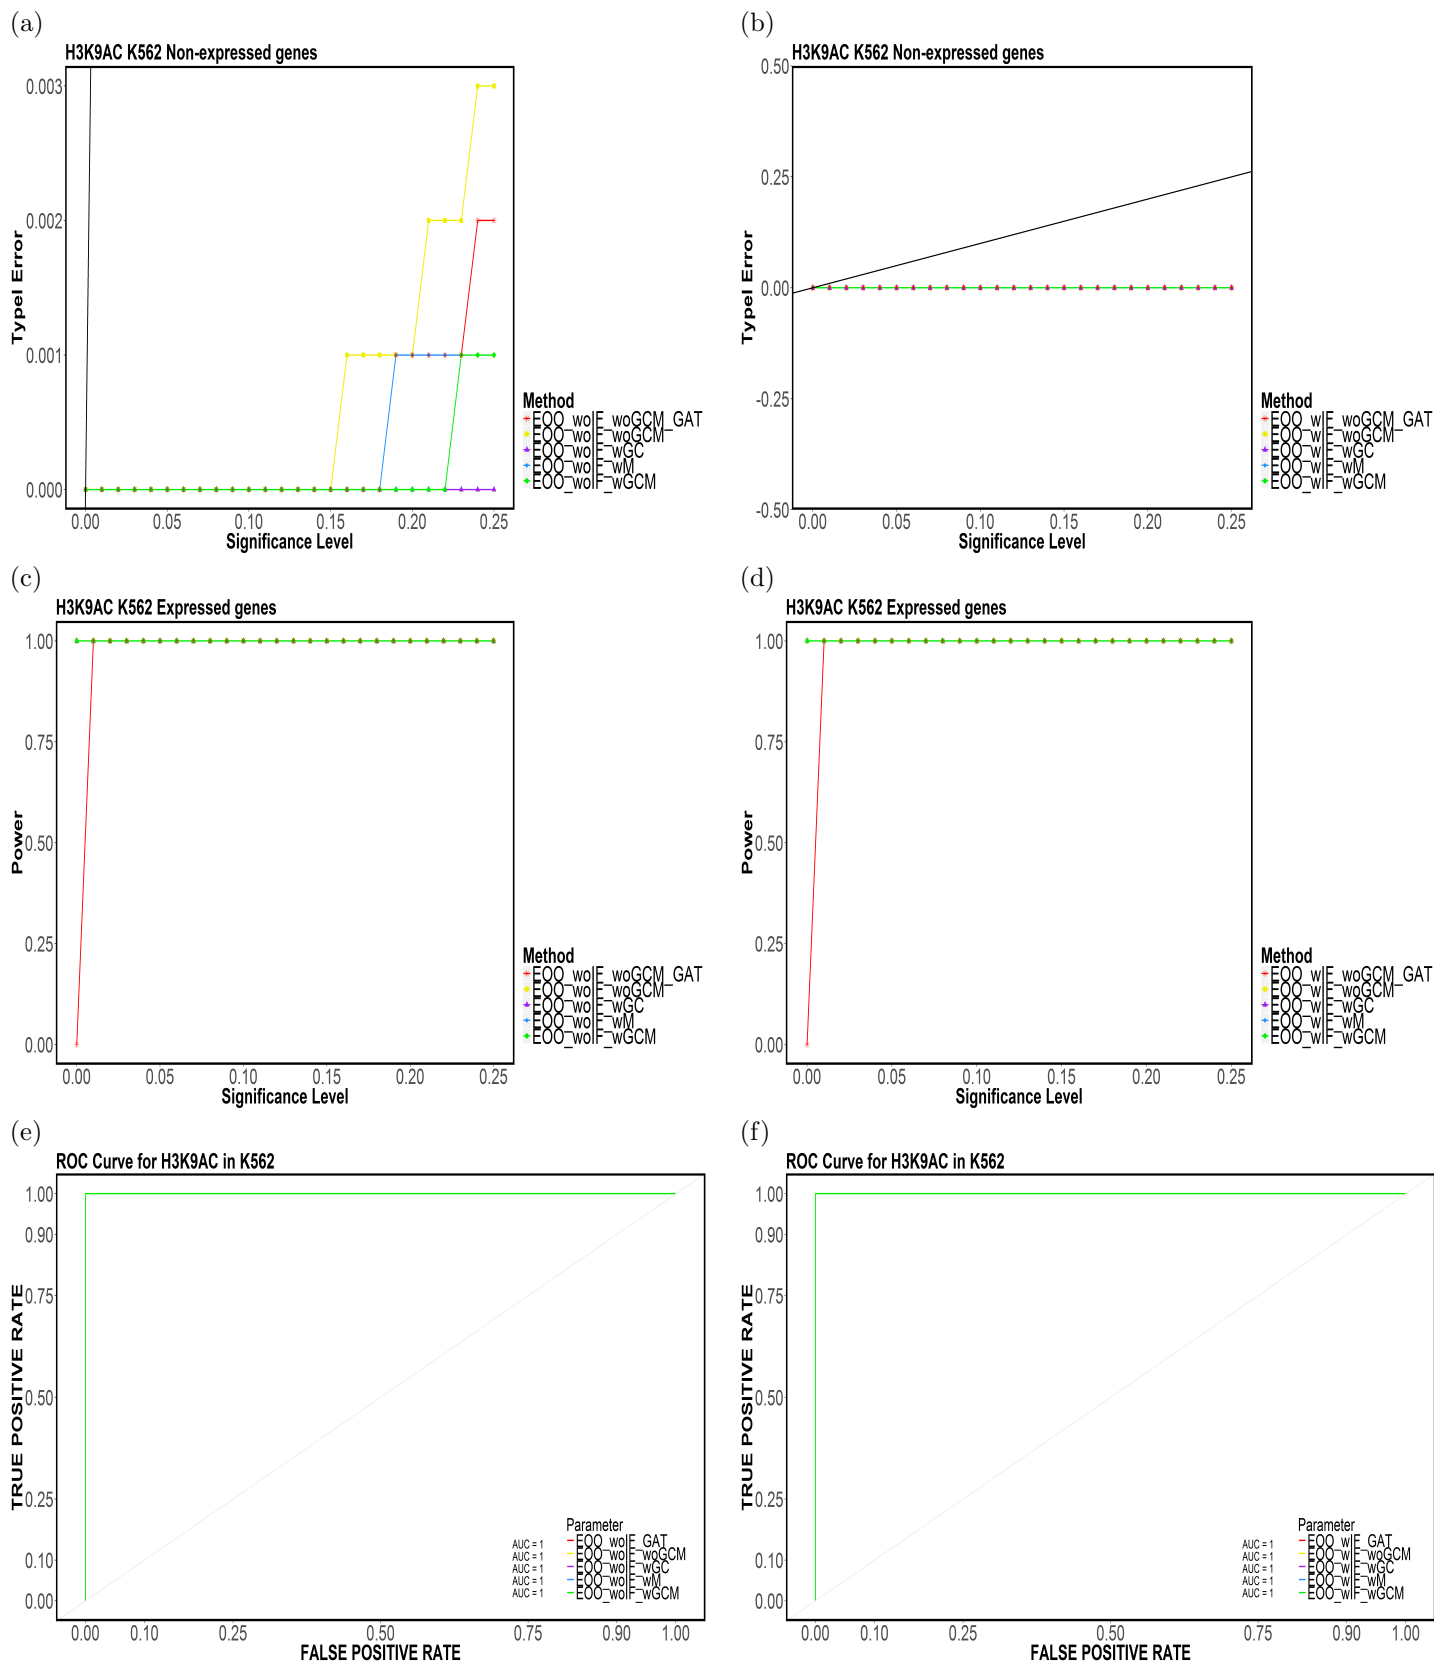 (a)
H3K9AC K562 Non-expressed genes
0.003
0.002
0.001
0.000
TypeI Error
0.00 0.05 0.10 0.15 0.20 0.25
Significance Level
Method
EOO_woIF_woGCM_GAT
EOO_woIF_woGCM
EOO_woIF_wGC
EOO_woIF_wM
EOO_woIF_wGCM
(b)
H3K9AC K562 Non-expressed genes
0.50
0.25
0.00
-0.25
-0.50
TypeI Error
0.00 0.05 0.10 0.15 0.20 0.25
Significance Level
Method
EOO_wIF_woGCM_GAT
EOO_wIF_woGCM
EOO_wIF_wGC
EOO_wIF_wM
EOO_wIF_wGCM
(c)
H3K9AC K562 Expressed genes
1.00
0.75
0.50
0.25
0.00
Power
0.00 0.05 0.10 0.15 0.20 0.25
Significance Level
Method
EOO_woIF_woGCM_GAT
EOO_woIF_woGCM
EOO_woIF_wGC
EOO_woIF_wM
EOO_woIF_wGCM
(d)
H3K9AC K562 Expressed genes
1.00
0.75
0.50
0.25
0.00
Power
0.00 0.05 0.10 0.15 0.20 0.25
Significance Level
Method
EOO_wIF_woGCM_GAT
EOO_wIF_woGCM
EOO_wIF_wGC
EOO_wIF_wM
EOO_wIF_wGCM
(e)
ROC Curve for H3K9AC in K562
1.00
0.90
0.75
0.50
0.25
0.10
0.00
TRUE POSITIVE RATE
Parameter
AUC = 1 EOO_woIF_GAT
AUC = 1 EOO_woIF_woGCM
AUC = 1 EOO_woIF_wGC
AUC = 1 EOO_woIF_wM
AUC = 1 EOO_woIF_wGCM
0.00 0.10 0.25 0.50 0.75 0.90 1.00
FALSE POSITIVE RATE
(f)
ROC Curve for H3K9AC in K562
1.00
0.90
0.75
0.50
0.25
0.10
0.00
TRUE POSITIVE RATE
Parameter
AUC = 1 EOO_wIF_GAT
AUC = 1 EOO_wIF_woGCM
AUC = 1 EOO_wIF_wGC
AUC = 1 EOO_wIF_wM
AUC = 1 EOO_wIF_wGCM
0.00 0.10 0.25 0.50 0.75 0.90 1.00
FALSE POSITIVE RATE